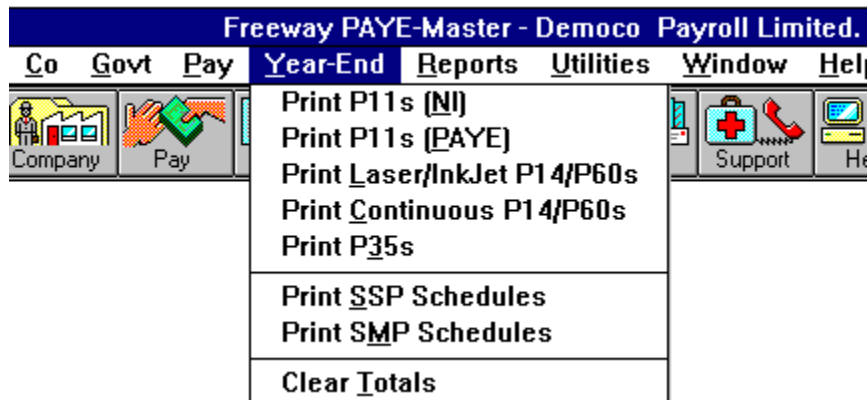 Freeway PAYE-Master - Democo Payroll Limited.
Co Govt Pay Year-End Reports Utilities Window Help
Company Pay Support He
Print P11s (NI)
Print P11s (PAYE)
Print Laser/InkJet P14/P60s
Print Continuous P14/P60s
Print P35s
Print SSP Schedules
Print SMP Schedules
Clear Totals